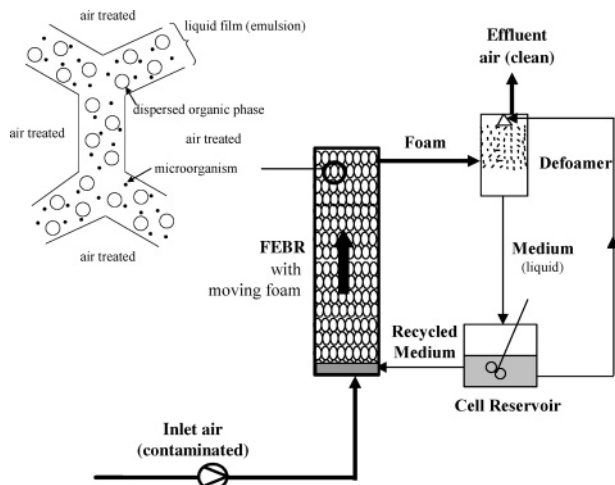 air treated
liquid film (emulsion)
dispersed organic phase
air treated
air treated
microorganism
air treated
Effluent
air (clean)
Foam
Defoamer
FEBR
with
moving foam
Medium
(liquid)
Recycled
Medium
Cell Reservoir
Inlet air
(contaminated)